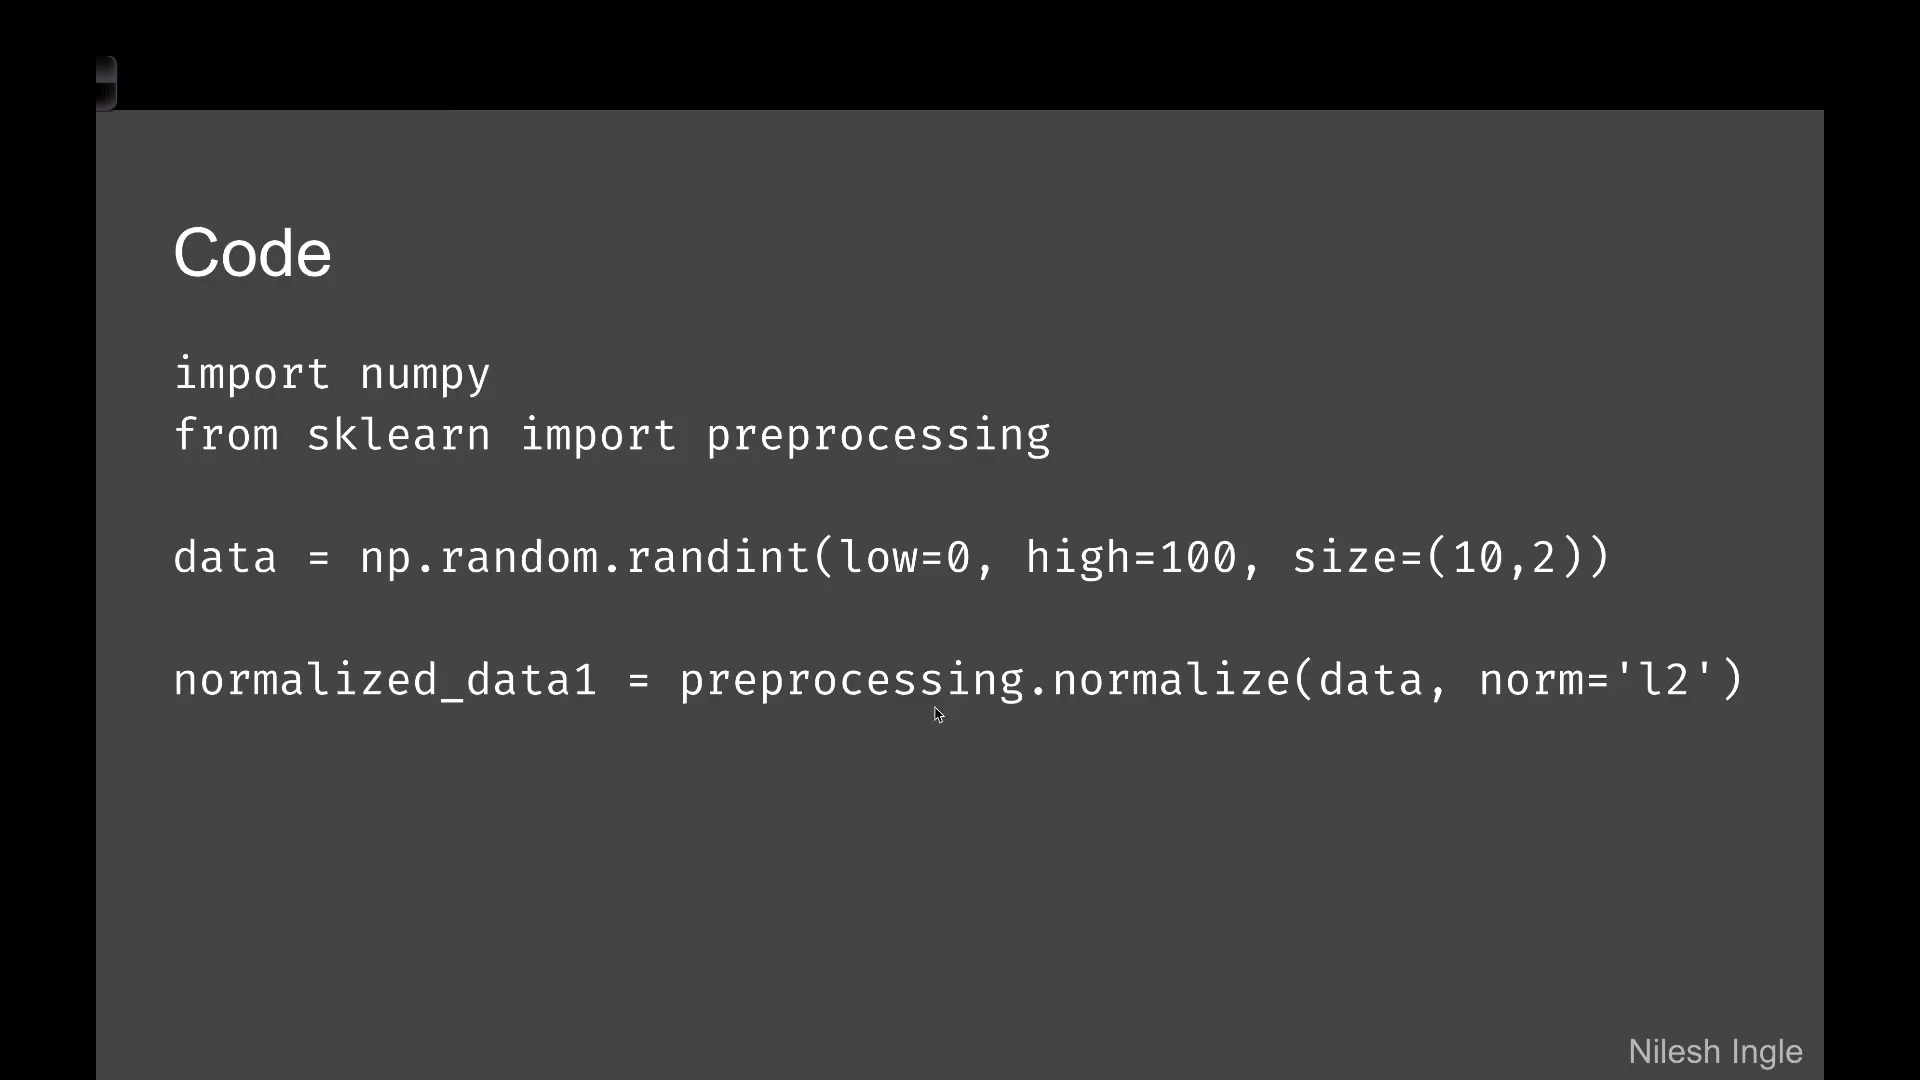 Code
import numpy
from sklearn import preprocessing
data = np.random.randint(low=0, high=100, size=(10,2))
normalized_data1 = preprocessing.normalize(data, norm='l2')
Nilesh Ingle